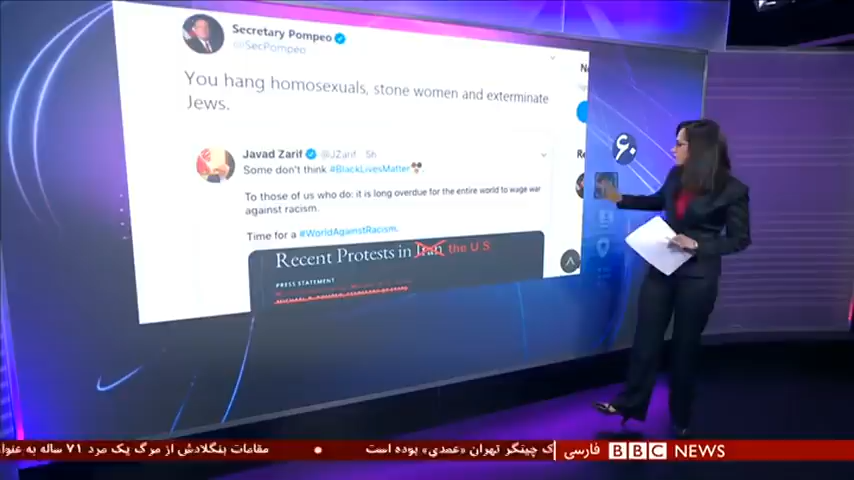 Secretary Pompeo
@SecPompeo
You hang homosexuals, stone women and exterminate
Jews.
Javad Zarif @JZarif 5h
Some don't think #BlackLivesMatter.
To those of us who do: it is long overdue for the entire world to wage war
against racism.
Time for a #WorldAgainstRacism.
Recent Protests in Iran the U S
PRESS STATEMENT
۶۰
مقامات بنگلادش از مرگ یک مرد ۷۱ ساله به عنوا
ک چیتگر تهران «عمدی» بوده است
فارسی BBC NEWS